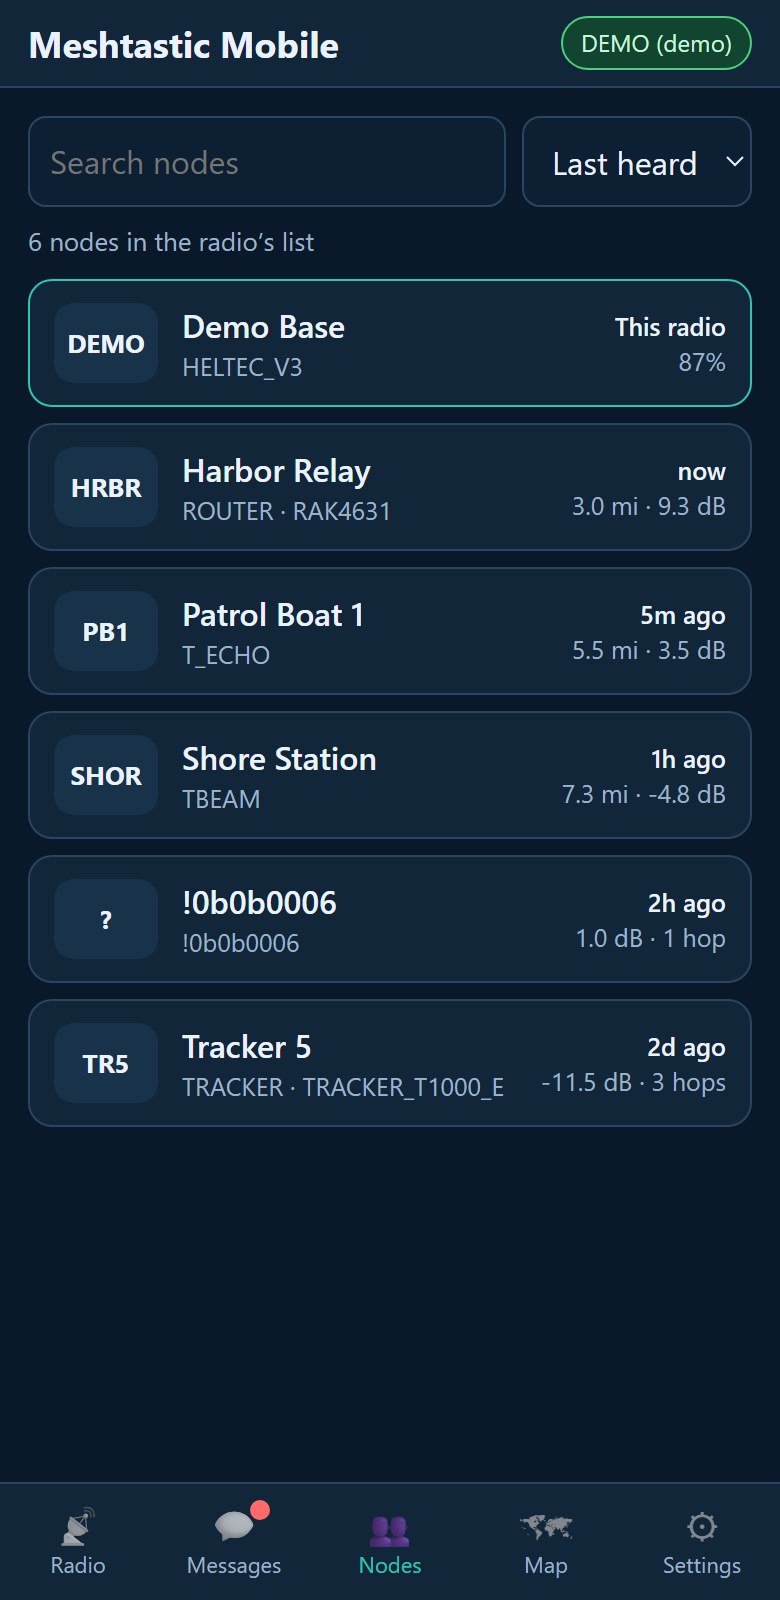 Meshtastic Mobile
DEMO (demo)
Search nodes
Last heard
6 nodes in the radio’s list
DEMO
Demo Base
HELTEC_V3
This radio
87%
HRBR
Harbor Relay
ROUTER · RAK4631
now
3.0 mi · 9.3 dB
PB1
Patrol Boat 1
T_ECHO
5m ago
5.5 mi · 3.5 dB
SHOR
Shore Station
TBEAM
1h ago
7.3 mi · -4.8 dB
?
!0b0b0006
!0b0b0006
2h ago
1.0 dB · 1 hop
TR5
Tracker 5
TRACKER · TRACKER_T1000_E
2d ago
-11.5 dB · 3 hops
Radio
Messages
Nodes
Map
Settings